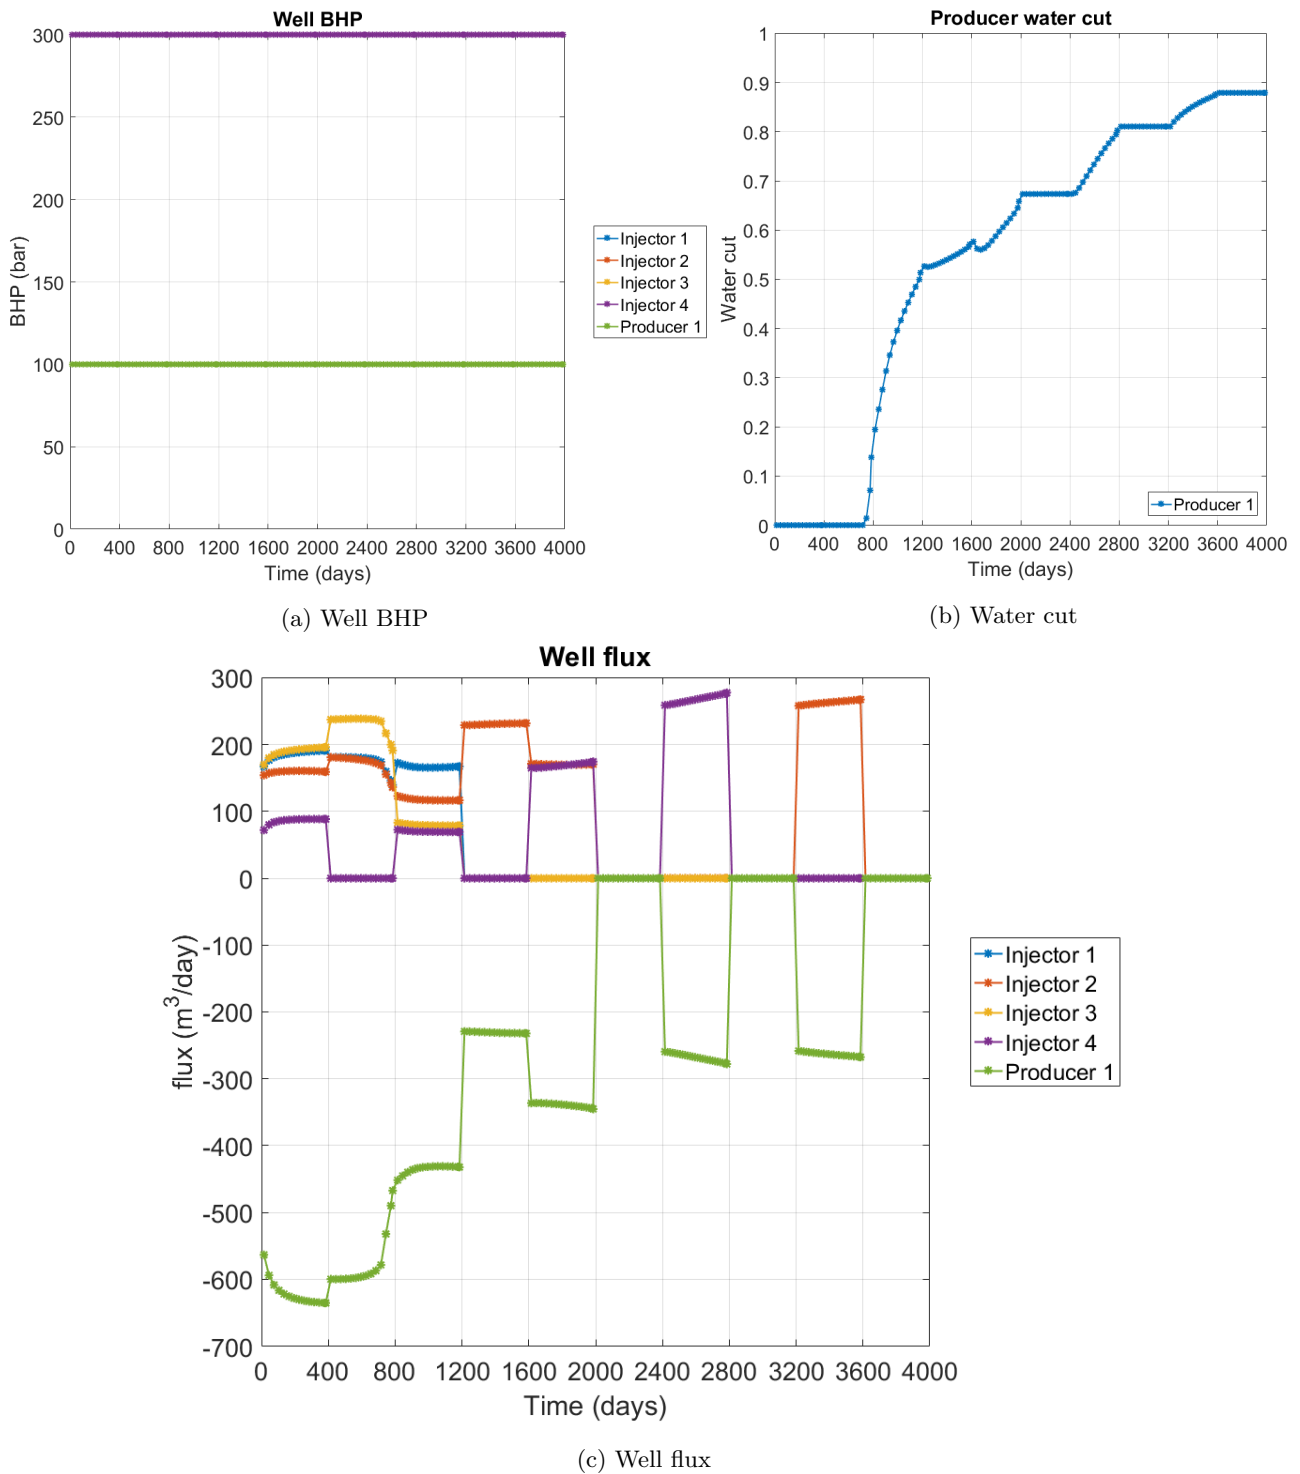 Well BHP
300
250
200
150
100
50
0
BHP (bar)
0 400 800 1200 1600 2000 2400 2800 3200 3600 4000
Time (days)
Injector 1
Injector 2
Injector 3
Injector 4
Producer 1
(a) Well BHP
Producer water cut
1
0.9
0.8
0.7
0.6
0.5
0.4
0.3
0.2
0.1
0
Water cut
0 400 800 1200 1600 2000 2400 2800 3200 3600 4000
Time (days)
Producer 1
(b) Water cut
Well flux
300
200
100
0
-100
-200
-300
-400
-500
-600
-700
flux (m³/day)
0 400 800 1200 1600 2000 2400 2800 3200 3600 4000
Time (days)
Injector 1
Injector 2
Injector 3
Injector 4
Producer 1
(c) Well flux